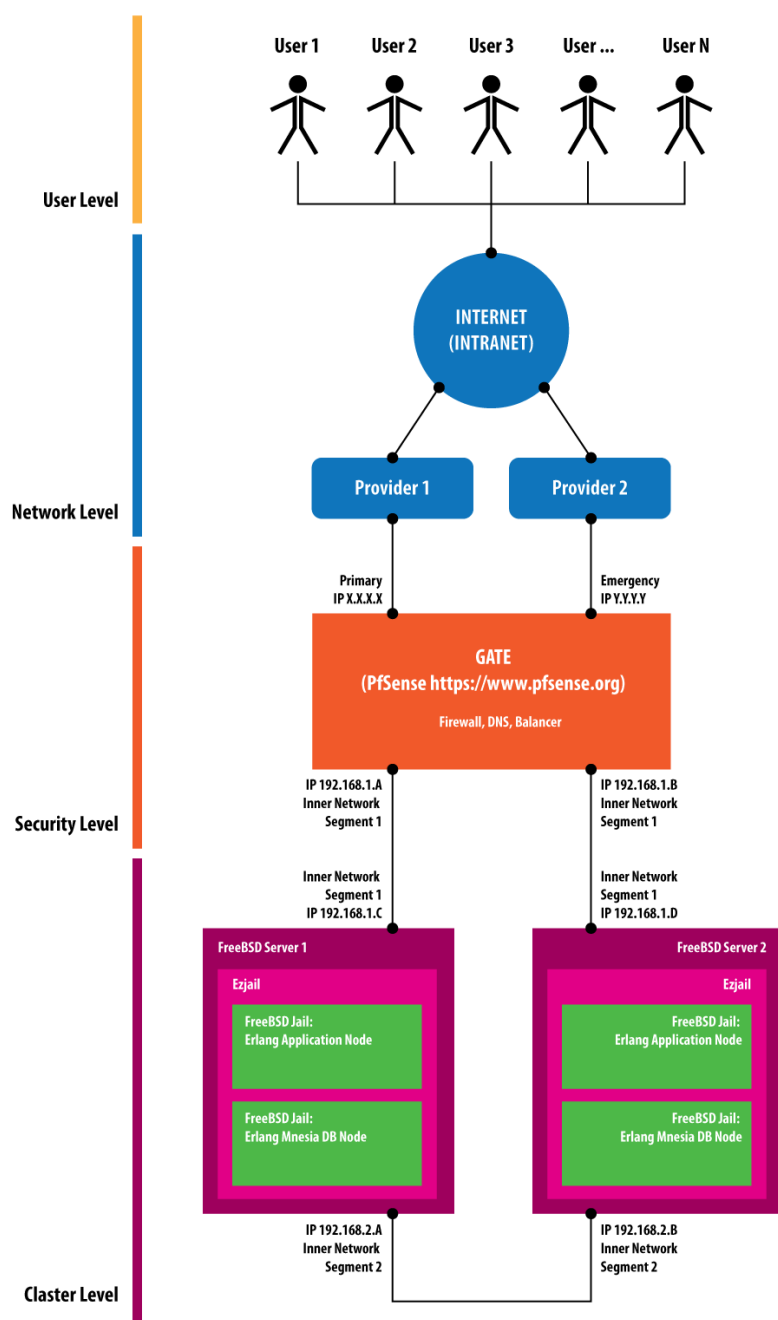 User 1
User 2
User 3
User ...
User N
User Level
INTERNET
(INTRANET)
Provider 1
Provider 2
Network Level
Primary
IP X.X.X.X
Emergency
IP Y.Y.Y.Y
GATE
(PfSense https://www.pfsense.org)
Firewall, DNS, Balancer
IP 192.168.1.A
Inner Network
Segment 1
IP 192.168.1.B
Inner Network
Segment 1
Security Level
Inner Network
Segment 1
IP 192.168.1.C
Inner Network
Segment 1
IP 192.168.1.D
FreeBSD Server 1
Ezjail
FreeBSD Jail:
Erlang Application Node
FreeBSD Jail:
Erlang Mnesia DB Node
FreeBSD Server 2
Ezjail
FreeBSD Jail:
Erlang Application Node
FreeBSD Jail:
Erlang Mnesia DB Node
IP 192.168.2.A
Inner Network
Segment 2
IP 192.168.2.B
Inner Network
Segment 2
Claster Level